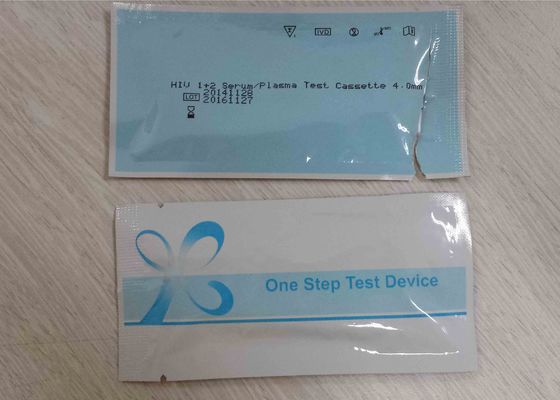 IVD
HIV 1+2 Serum/Plasma Test Cassette 4.0mm
LOT 20141128
20161127
One Step Test Device